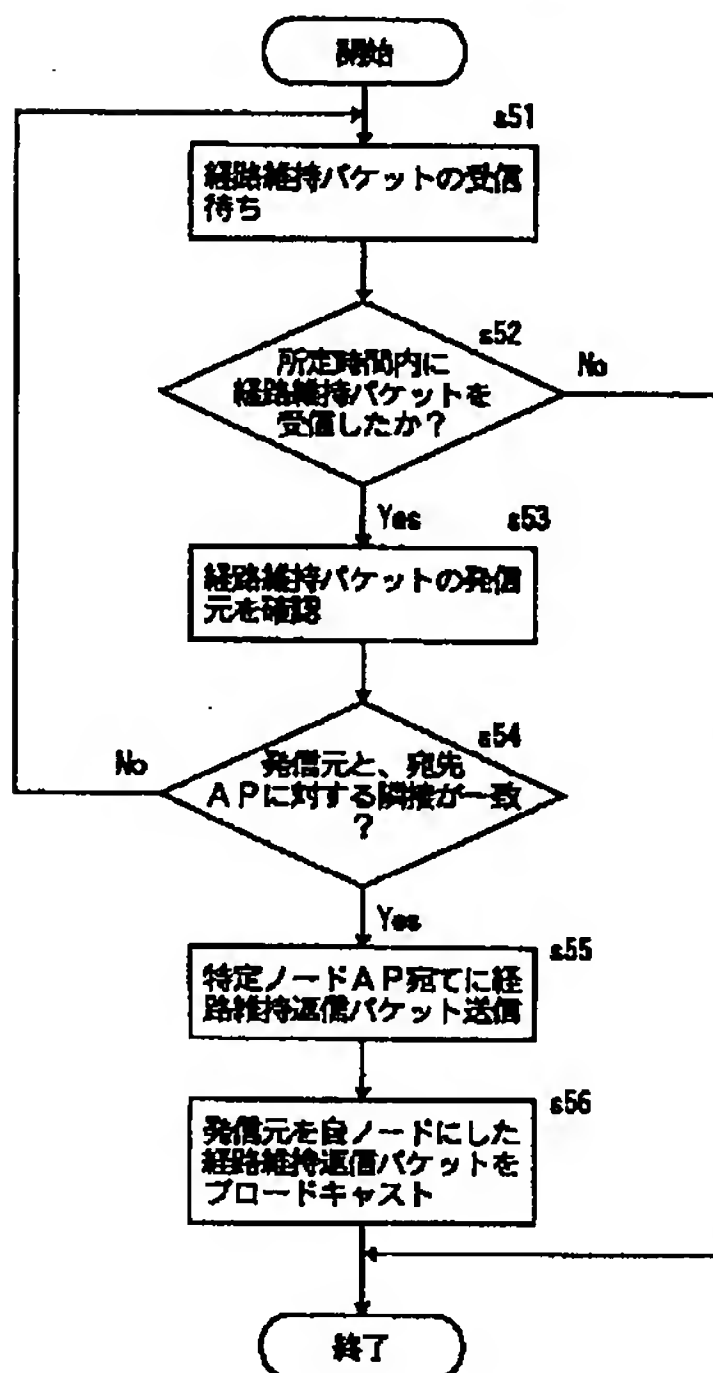 開始
s51
経路維持パケットの受信
待ち
s52
所定時間内に
経路維持パケットを
受信したか？
No
Yes
s53
経路維持パケットの発信
元を確認
s54
発信元と、宛先
ＡＰに対する隣接が一致
？
No
Yes
s55
特定ノードＡＰ宛てに経
路維持返信パケット送信
s56
発信元を自ノードにした
経路維持返信パケットを
ブロードキャスト
終了